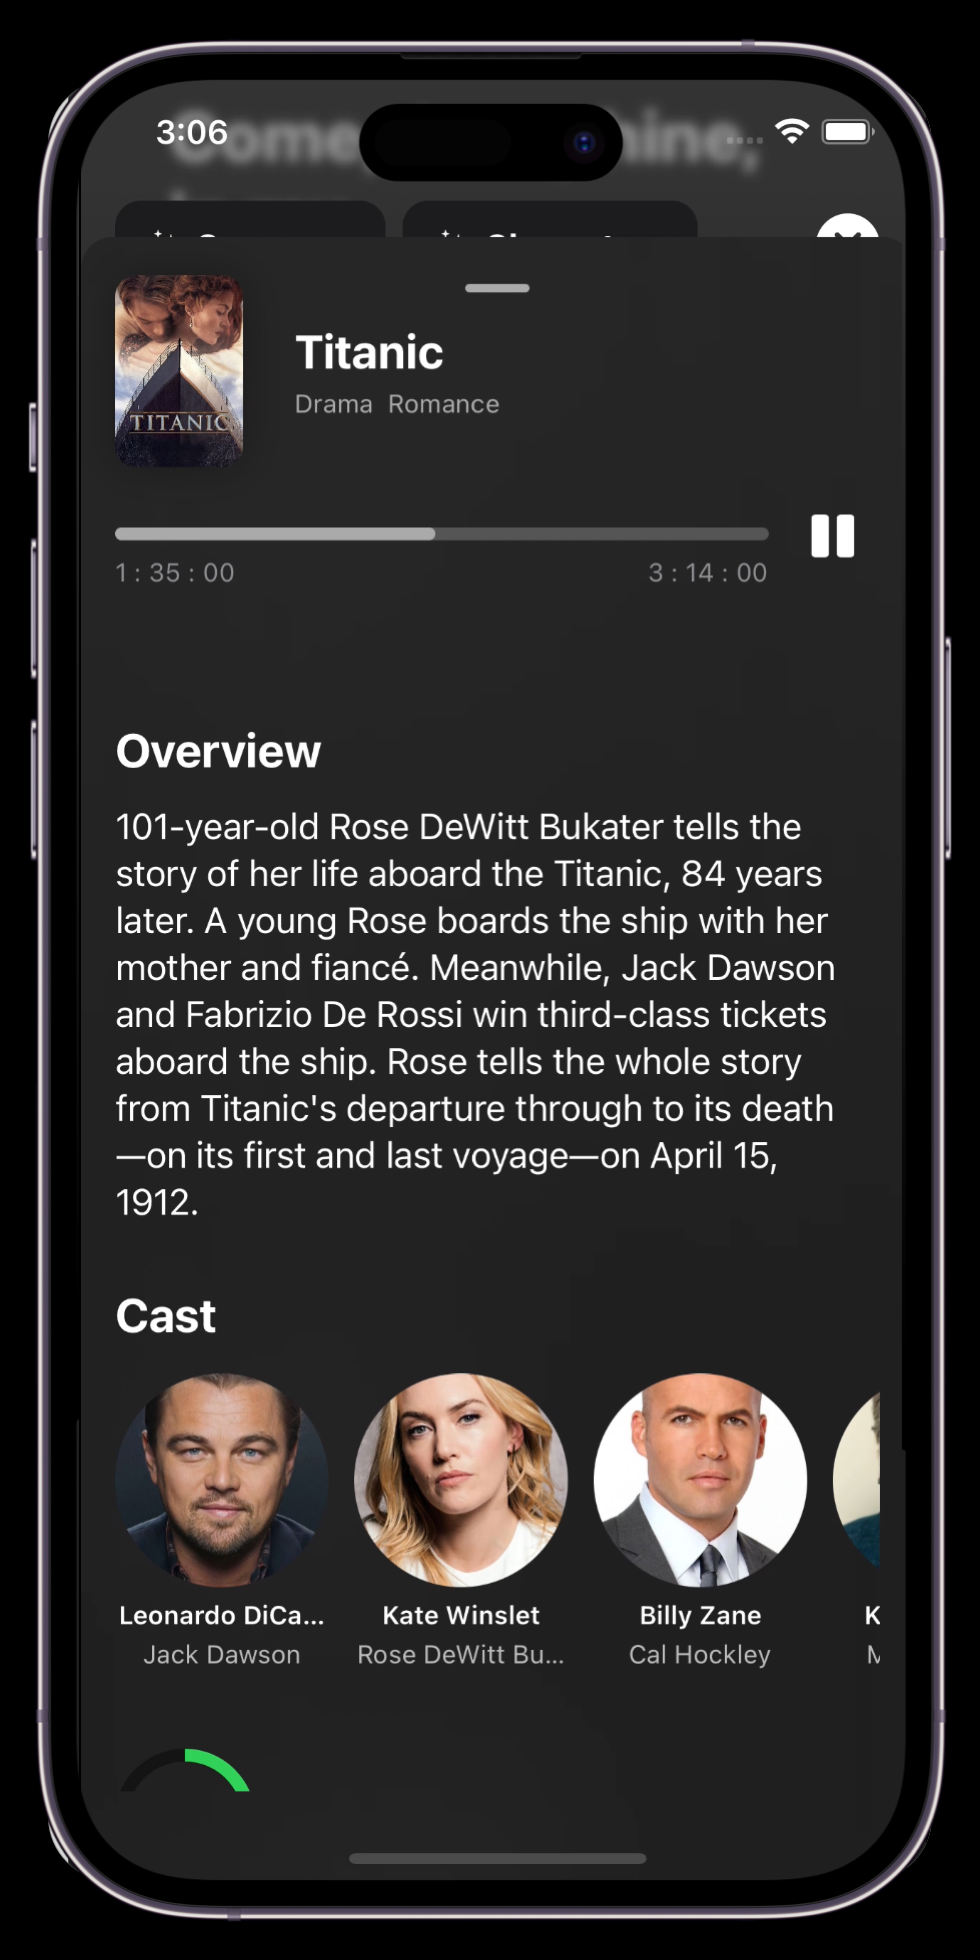 3:06
TITANIC
Titanic
Drama Romance
1 : 35 : 00
3 : 14 : 00
Overview
101-year-old Rose DeWitt Bukater tells the
story of her life aboard the Titanic, 84 years
later. A young Rose boards the ship with her
mother and fiancé. Meanwhile, Jack Dawson
and Fabrizio De Rossi win third-class tickets
aboard the ship. Rose tells the whole story
from Titanic's departure through to its death
—on its first and last voyage—on April 15,
1912.
Cast
Leonardo DiCa...
Kate Winslet
Billy Zane
K
Jack Dawson
Rose DeWitt Bu...
Cal Hockley